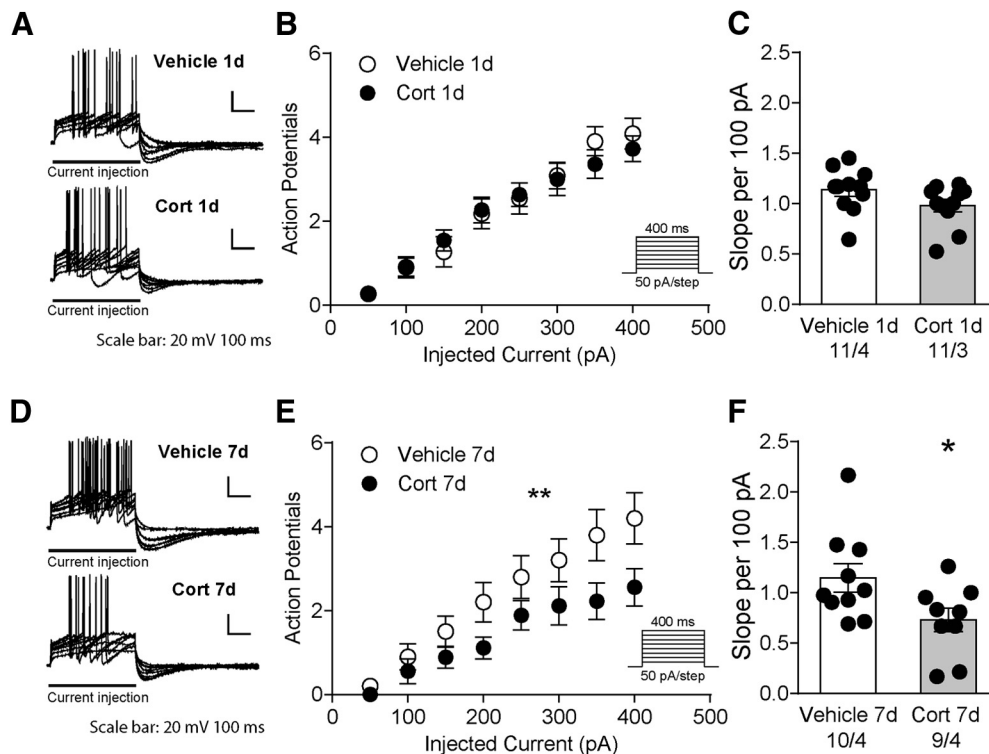 A
Vehicle 1d
Current injection
Cort 1d
Current injection
Scale bar: 20 mV 100 ms
B
Vehicle 1d
Cort 1d
Action Potentials
6
4
2
0
0
100
200
300
400
500
Injected Current (pA)
400 ms
50 pA/step
C
Slope per 100 pA
2.5
2.0
1.5
1.0
0.5
0.0
Vehicle 1d
11/4
Cort 1d
11/3
D
Vehicle 7d
Current injection
Cort 7d
Current injection
Scale bar: 20 mV 100 ms
E
Vehicle 7d
Cort 7d
**
Action Potentials
6
4
2
0
0
100
200
300
400
500
Injected Current (pA)
400 ms
50 pA/step
F
*
Slope per 100 pA
2.5
2.0
1.5
1.0
0.5
0.0
Vehicle 7d
10/4
Cort 7d
9/4